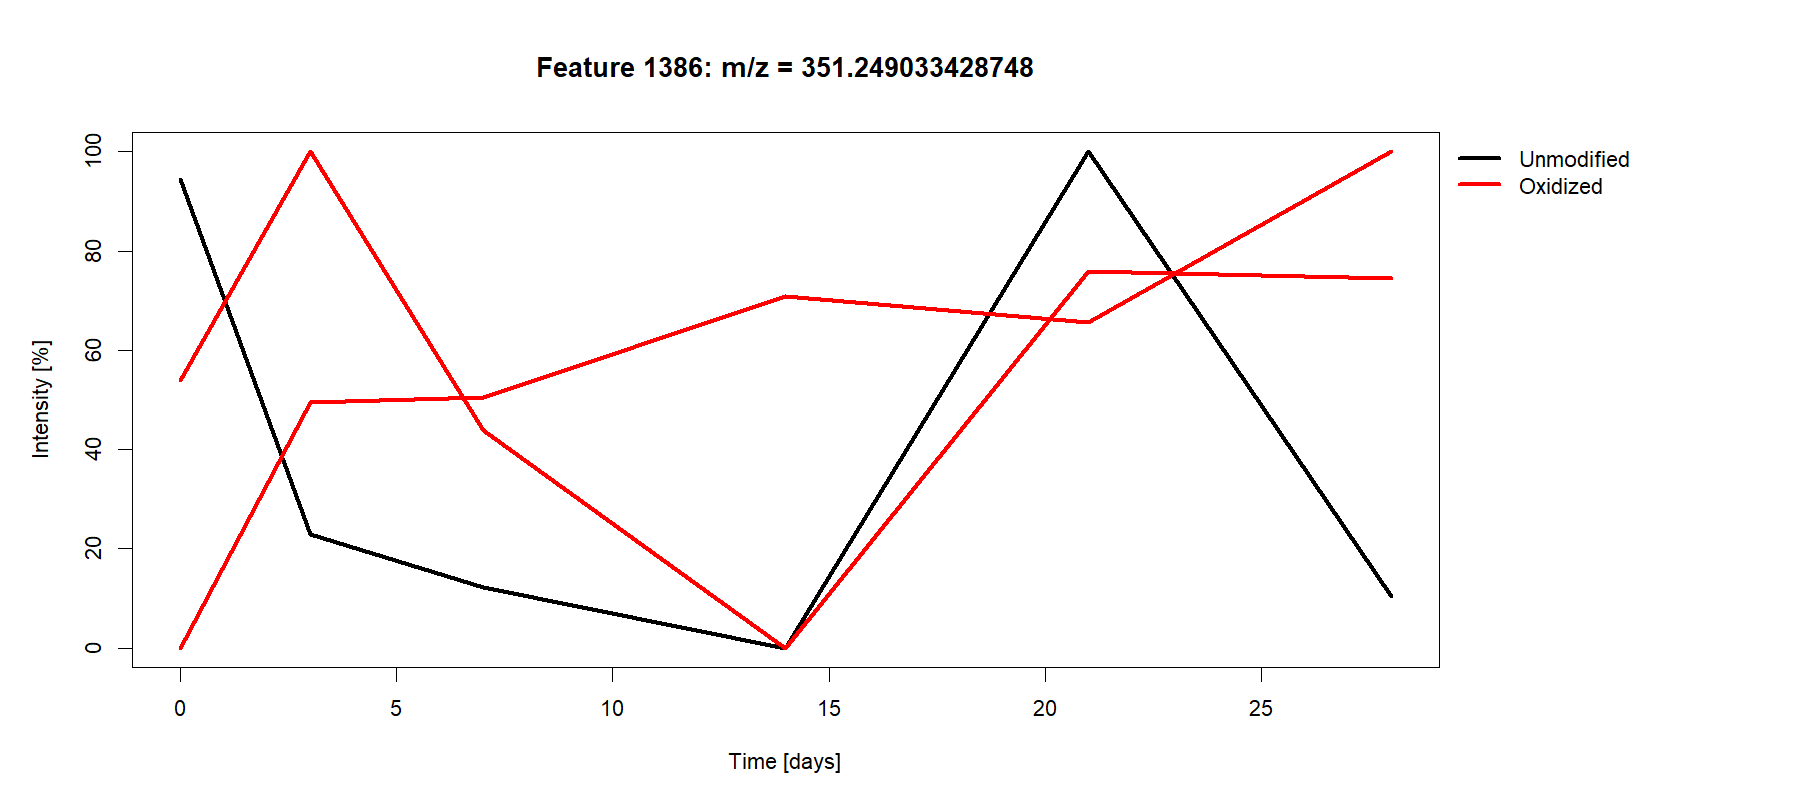 Feature 1386: m/z = 351.249033428748
Unmodified
Oxidized
Intensity [%]
100
80
60
40
20
0
0 5 10 15 20 25
Time [days]